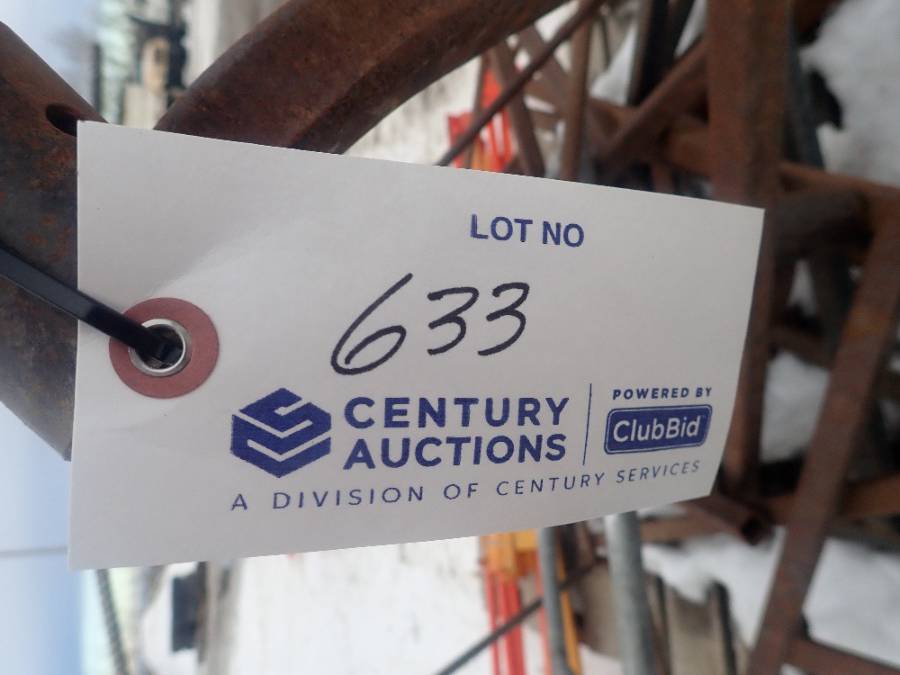 LOT NO
633
CENTURY
AUCTIONS
POWERED BY
ClubBid
A DIVISION OF CENTURY SERVICES